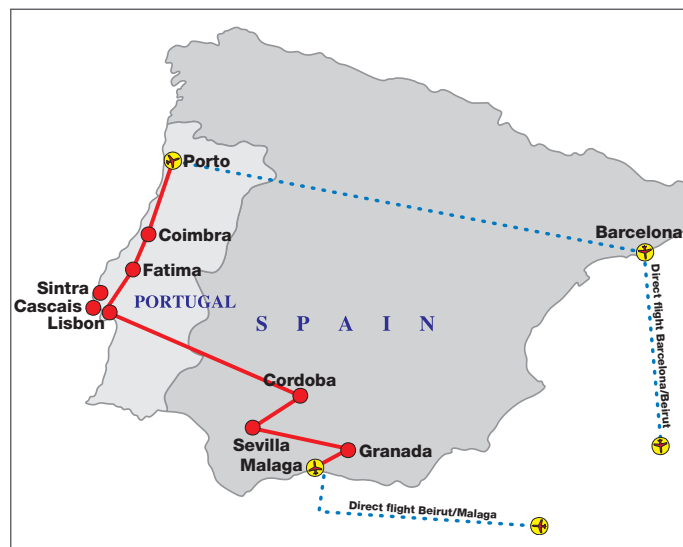 Porto
Coimbra
Barcelona
Fatima
Sintra
Cascais
Lisbon
PORTUGAL
SPAIN
Direct flight Barcelona/Beirut
Cordoba
Sevilla
Granada
Malaga
Direct flight Beirut/Malaga